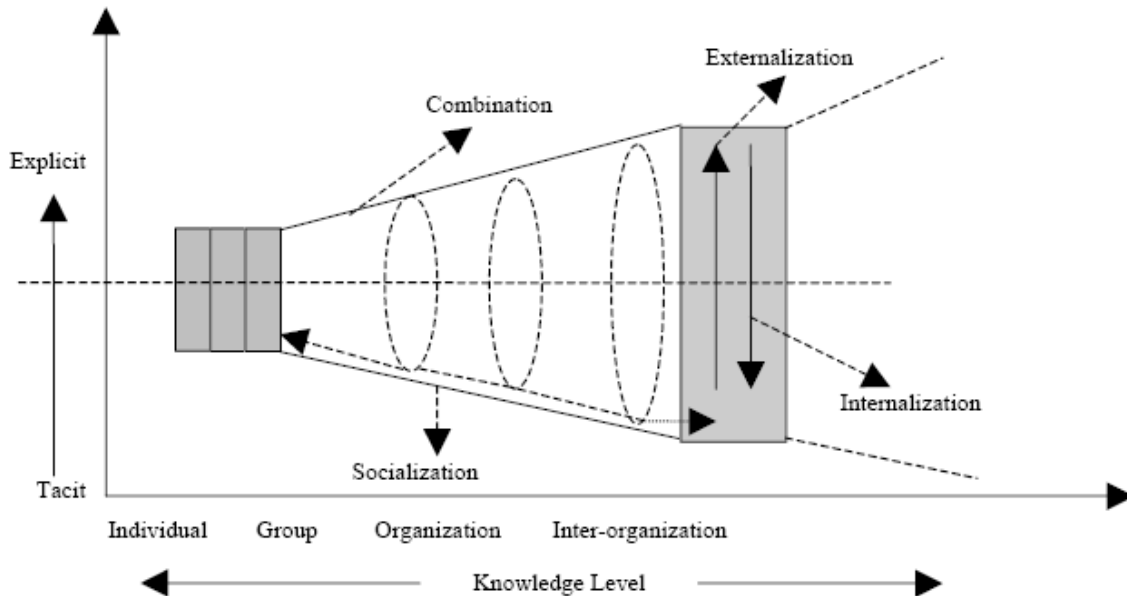 Externalization
Combination
Explicit
Internalization
Socialization
Tacit
Individual Group Organization Inter-organization
Knowledge Level